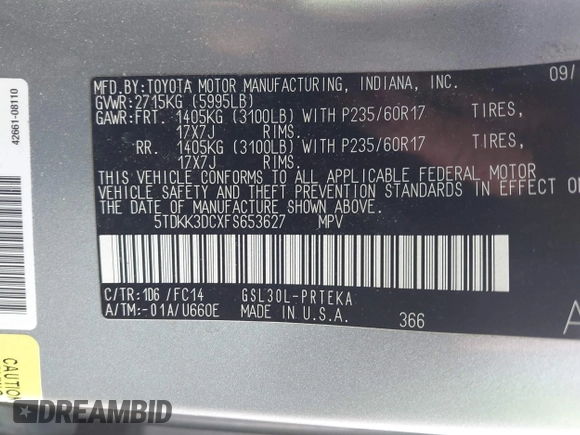 MFD.BY:TOYOTA MOTOR MANUFACTURING, INDIANA, INC. 09/
GVWR:2715KG (5995LB)
GAWR:FRT. 1405KG (3100LB) WITH P235/60R17 TIRES,
17X7J RIMS.
RR. 1405KG (3100LB) WITH P235/60R17 TIRES,
17X7J RIMS.
THIS VEHICLE CONFORMS TO ALL APPLICABLE FEDERAL MOTOR
VEHICLE SAFETY AND THEFT PREVENTION STANDARDS IN EFFECT ON
THE DATE OF MANUFACTURE SHOWN ABOVE.
5TDKK3DCXFS653627 MPV
C/TR:1D6 /FC14 GSL30L-PRTEKA
A/TM:-01A/U660E MADE IN U.S.A. 366
A
42661-08110
CAUTION
DREAMBID